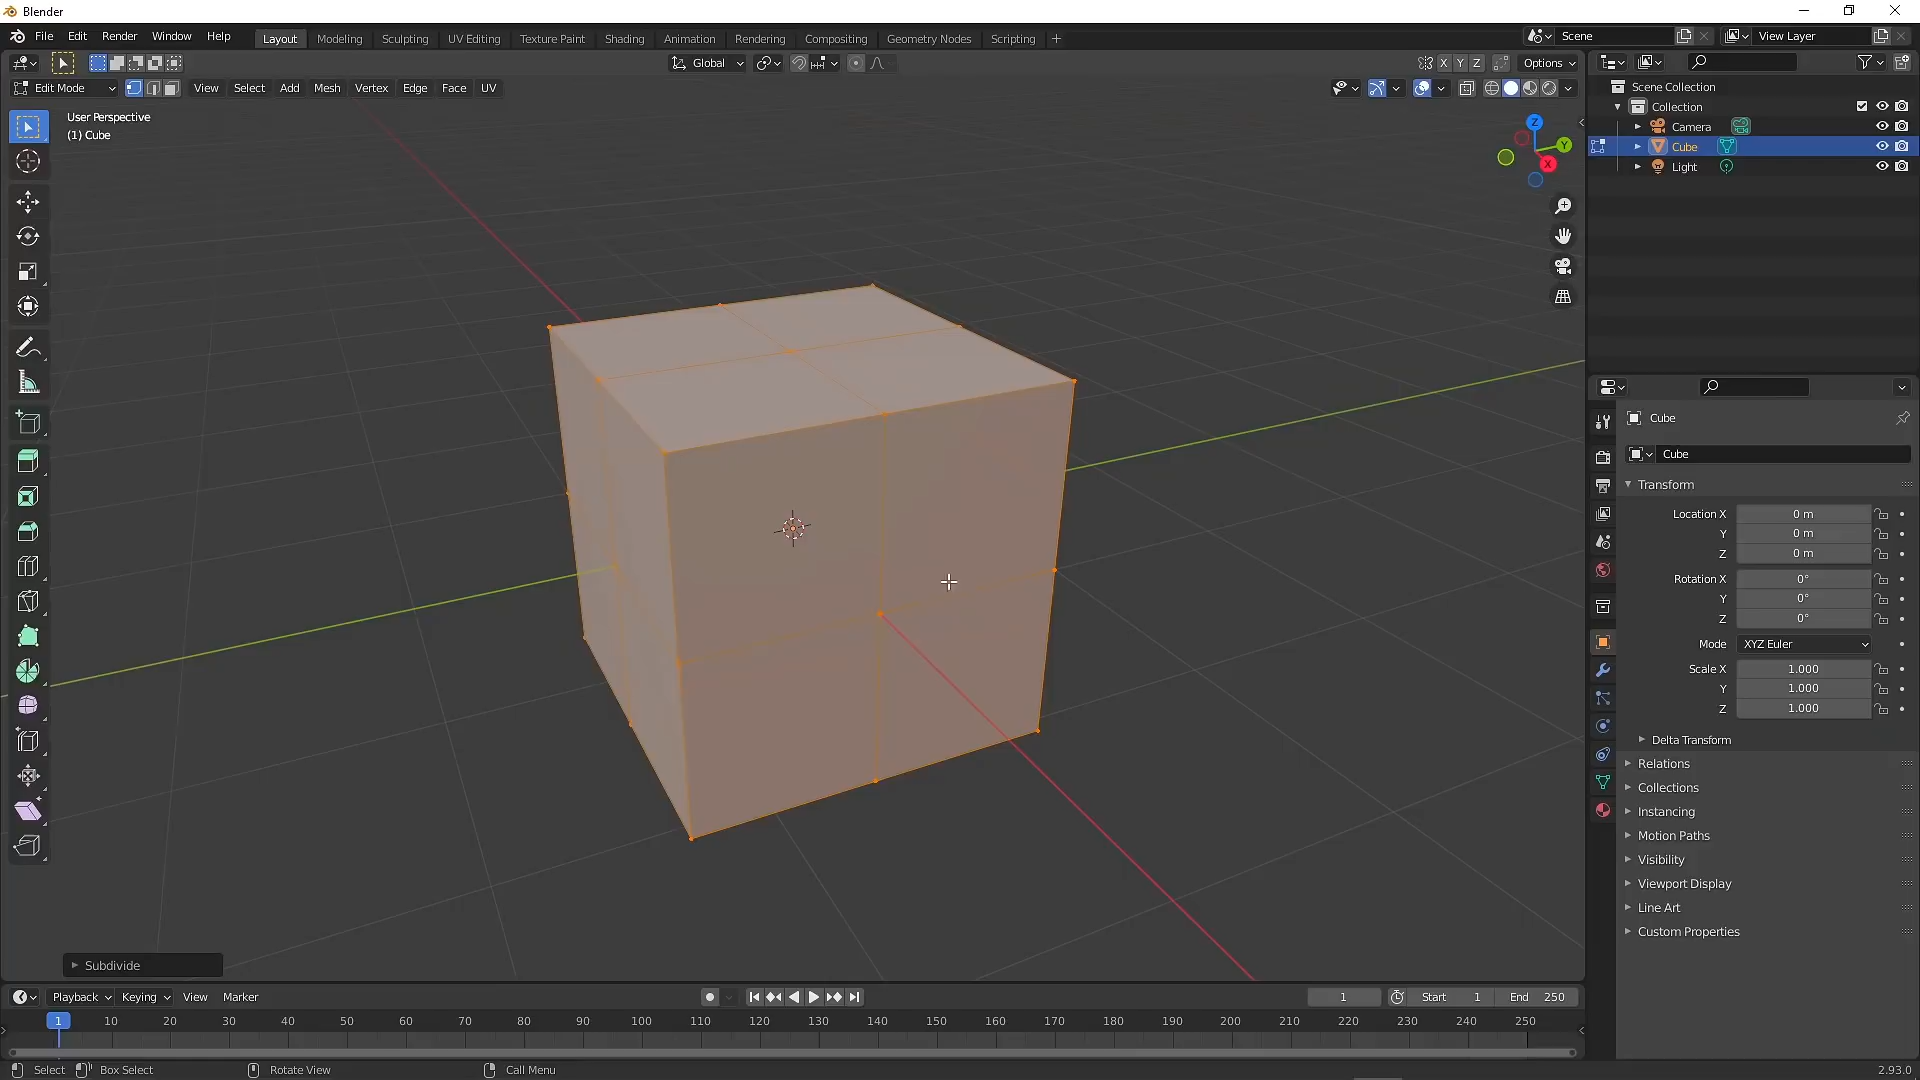 Blender
File Edit Render Window Help Layout Modeling Sculpting UV Editing Texture Paint Shading Animation Rendering Compositing Geometry Nodes Scripting + Scene View Layer
Global X Y Z Options
Edit Mode View Select Add Mesh Vertex Edge Face UV
Scene Collection
Collection
Camera
Cube
Light
User Perspective
(1) Cube
Z
Y
X
Cube
Cube
Transform
Location X 0 m
Y 0 m
Z 0 m
Rotation X 0°
Y 0°
Z 0°
Mode XYZ Euler
Scale X 1.000
Y 1.000
Z 1.000
Delta Transform
Relations
Collections
Instancing
Motion Paths
Visibility
Viewport Display
Line Art
Custom Properties
Subdivide
Playback Keying View Marker 1 Start 1 End 250
1 10 20 30 40 50 60 70 80 90 100 110 120 130 140 150 160 170 180 190 200 210 220 230 240 250
Select Box Select Rotate View Call Menu 2.93.0